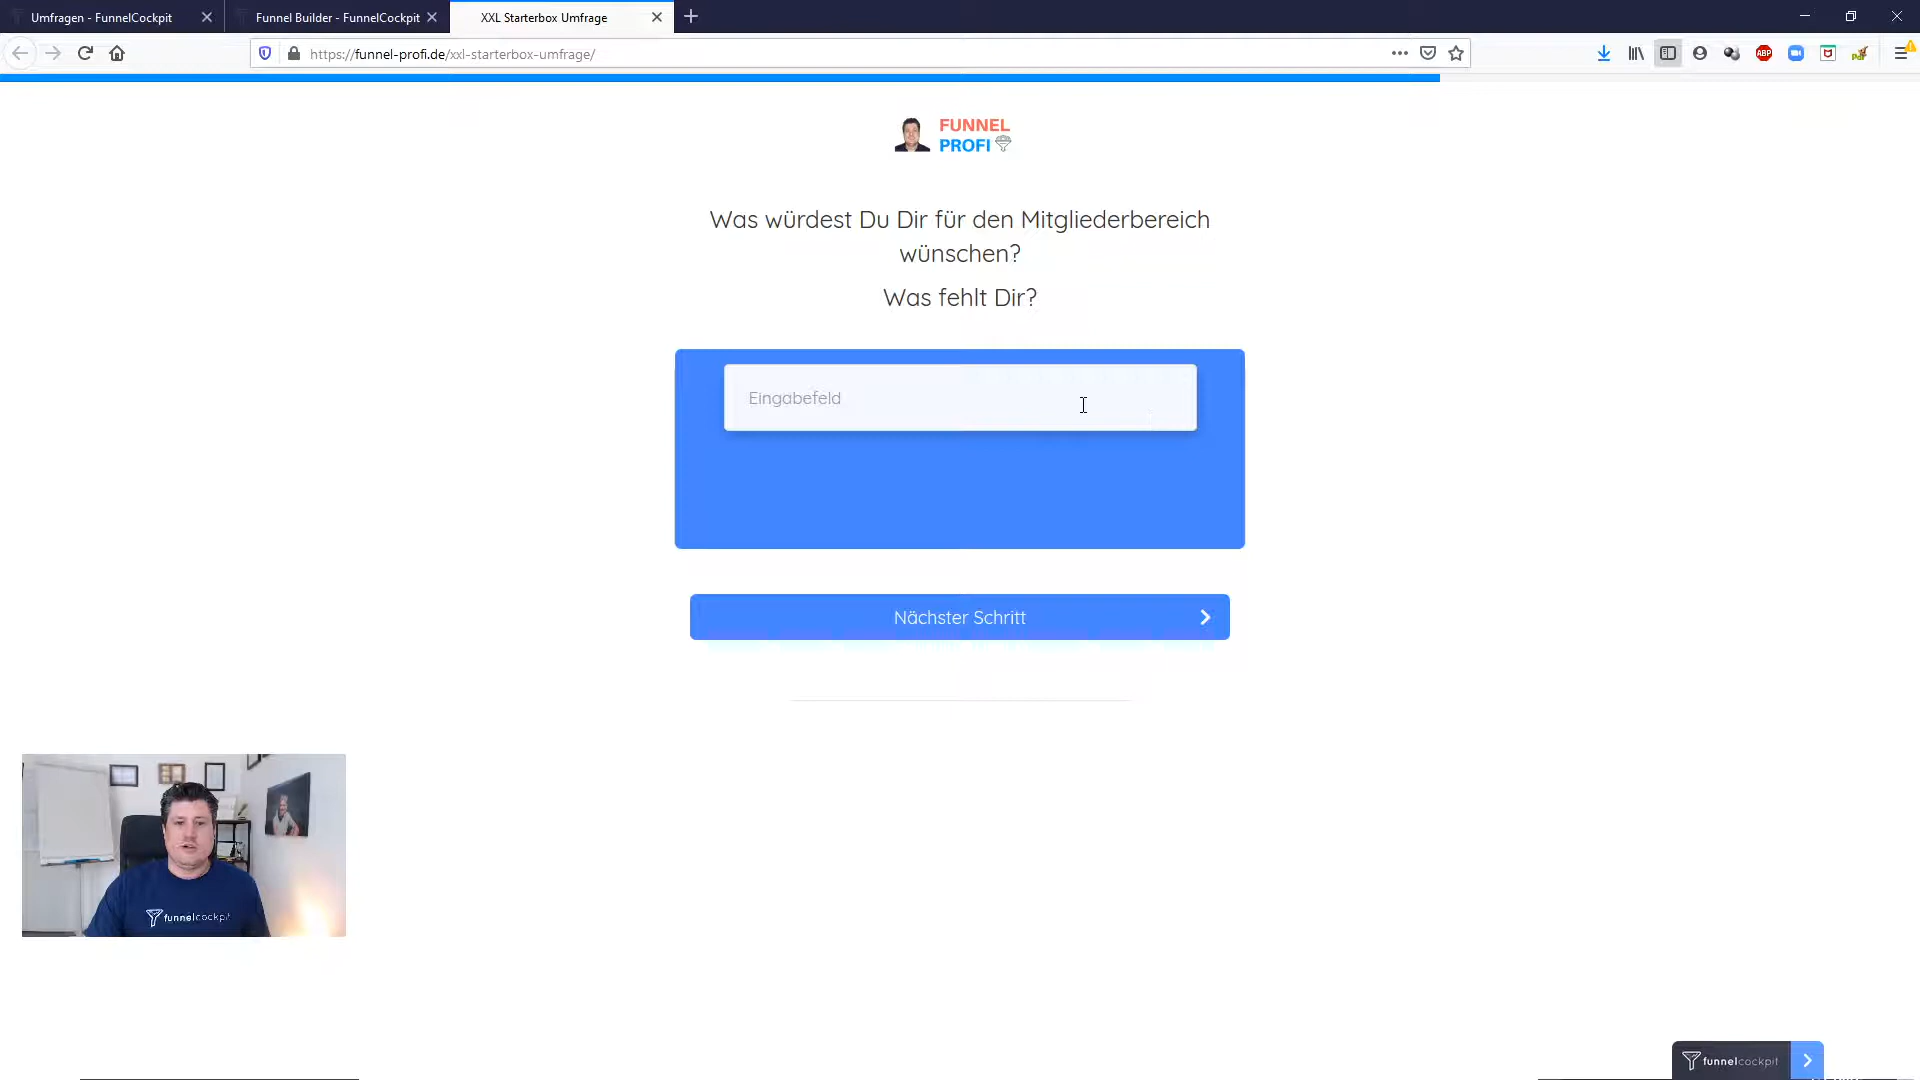 Umfragen - FunnelCockpit
Funnel Builder - FunnelCockpit
XXL Starterbox Umfrage
https://funnel-profi.de/xxl-starterbox-umfrage/
ABP
FUNNEL
PROFI
Was würdest Du Dir für den Mitgliederbereich
wünschen?
Was fehlt Dir?
Eingabefeld
Nächster Schritt
funnelcockpit
funnelcockpit